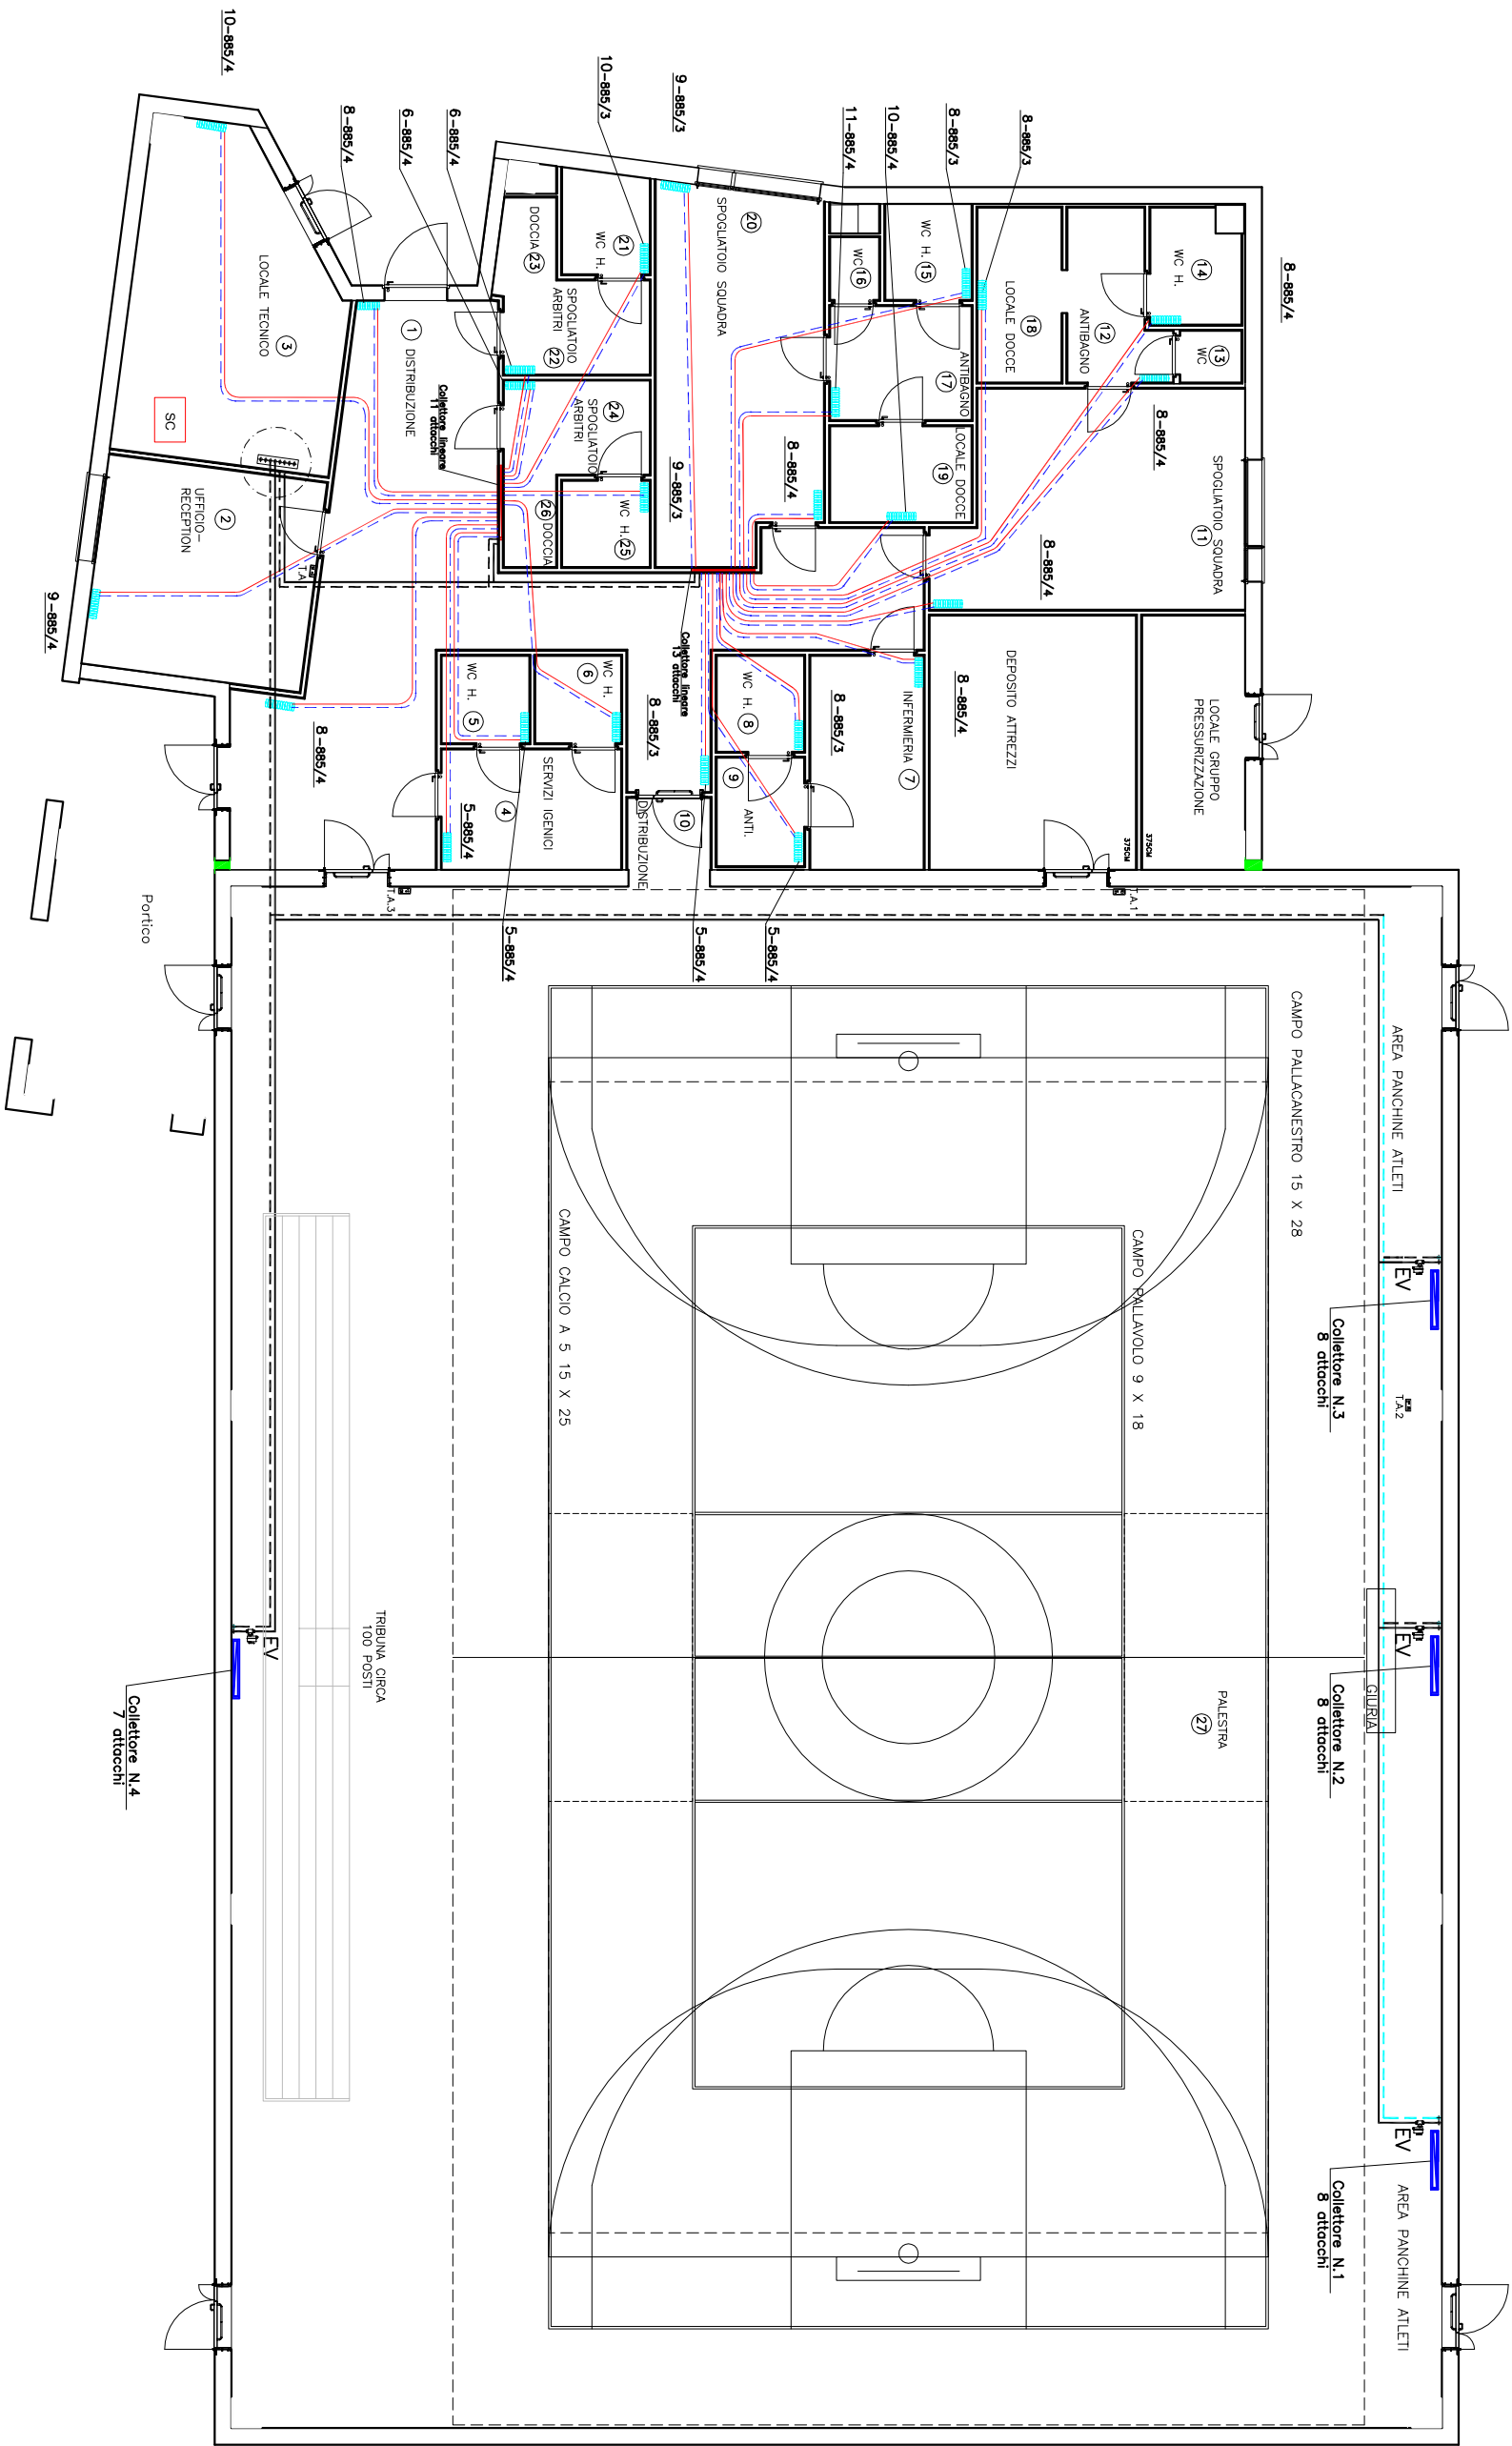 10-885/4
8-885/4
6-885/4
6-885/4
10-885/3
9-885/3
11-885/4
10-885/4
8-885/3
8-885/3
8-885/4
14
WC H.
13
WC
12
ANTIBAGNO
18
LOCALE DOCCE
15
WC H.
16
WC
17
ANTIBAGNO
19
LOCALE DOCCE
20
SPOGLIATOIO SQUADRA
21
WC H.
DOCCIA
23
SPOGLIATOIO
ARBITRI
22
24
SPOGLIATOIO
ARBITRI
WC H.
25
26
DOCCIA
1
DISTRIBUZIONE
Collettore lineare
11 attacchi
3
LOCALE TECNICO
SC
2
UFFICIO-
RECEPTION
T.A.
9-885/4
8-885/4
8-885/4
9-885/3
8-885/4
8-885/4
SPOGLIATOIO SQUADRA
11
LOCALE GRUPPO
PRESSURIZZAZIONE
DEPOSITO ATTREZZI
375CM
375CM
8-885/4
INFERMIERIA
7
8-885/3
WC H.
8
9
ANTI.
Collettore lineare
13 attacchi
8-885/3
10
DISTRIBUZIONE
WC H.
6
WC H.
5
SERVIZI IGENICI
4
5-885/4
5-885/4
5-885/4
5-885/4
T.A.1
T.A.3
Portico
AREA PANCHINE ATLETI
CAMPO PALLACANESTRO 15 X 28
CAMPO PALLAVOLO 9 X 18
CAMPO CALCIO A 5 15 X 25
EV
Collettore N.3
8 attacchi
T.A.2
EV
GIURIA
Collettore N.2
8 attacchi
PALESTRA
27
TRIBUNA CIRCA
100 POSTI
EV
Collettore N.4
7 attacchi
EV
Collettore N.1
8 attacchi
AREA PANCHINE ATLETI